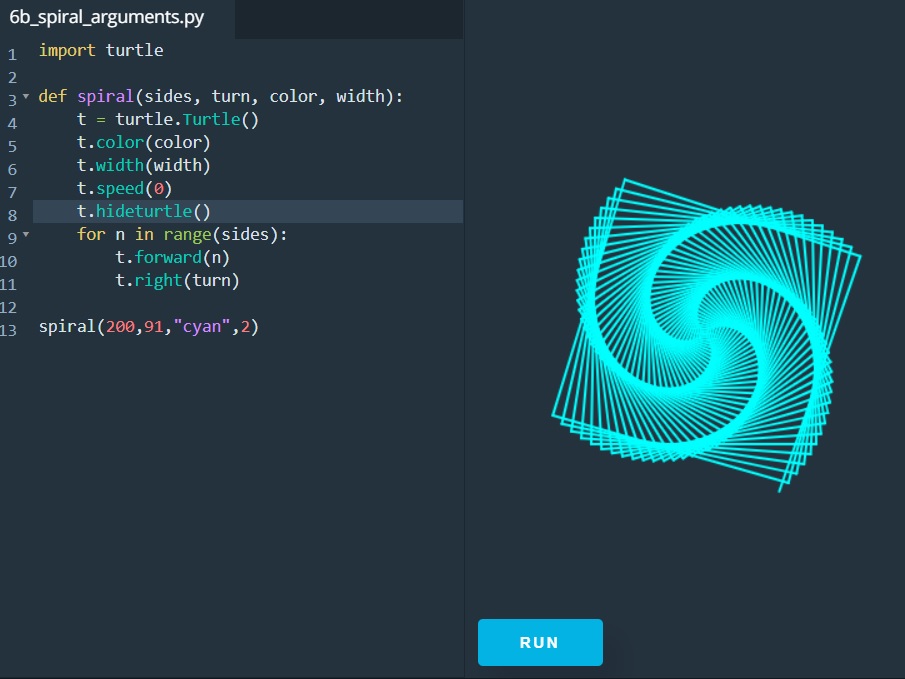 6b_spiral_arguments.py
1 import turtle
2
3 def spiral(sides, turn, color, width):
4     t = turtle.Turtle()
5     t.color(color)
6     t.width(width)
7     t.speed(0)
8     t.hideturtle()
9     for n in range(sides):
10         t.forward(n)
11         t.right(turn)
12
13 spiral(200,91,"cyan",2)
RUN